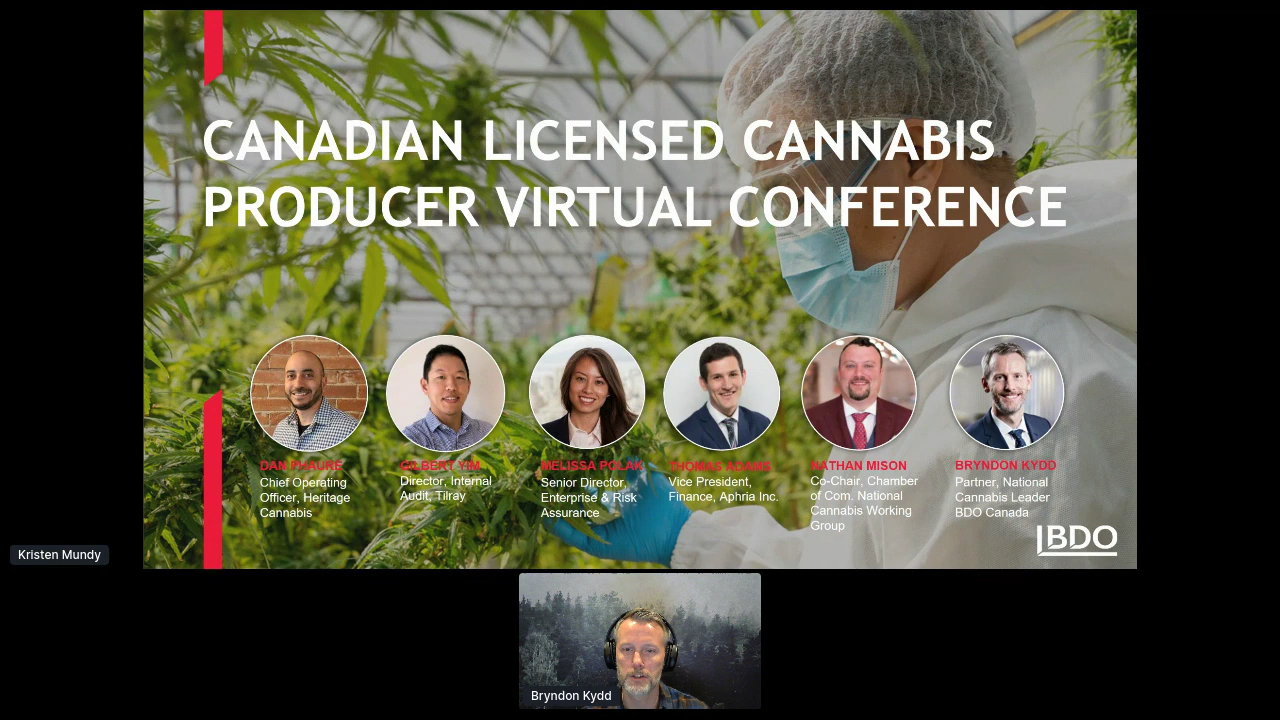 CANADIAN LICENSED CANNABIS
PRODUCER VIRTUAL CONFERENCE
DAN PHAURE
Chief Operating
Officer, Heritage
Cannabis
GILBERT YIM
Director, Internal
Audit, Tilray
MELISSA POLAK
Senior Director,
Enterprise & Risk
Assurance
THOMAS ADAMS
Vice President,
Finance, Aphria Inc.
NATHAN MISON
Co-Chair, Chamber
of Com. National
Cannabis Working
Group
BRYNDON KYDD
Partner, National
Cannabis Leader
BDO Canada
BDO
Kristen Mundy
Bryndon Kydd